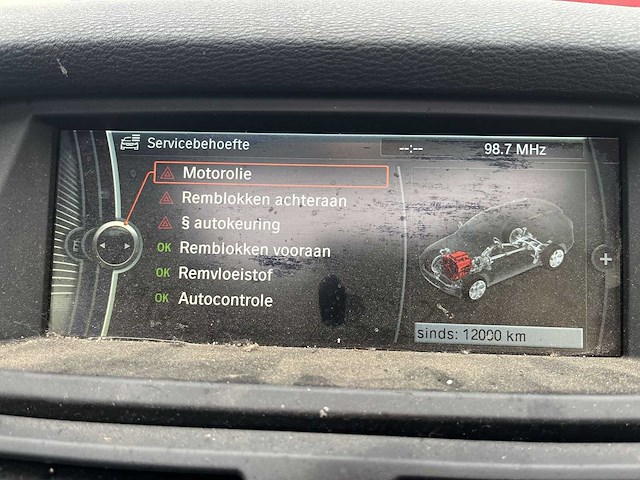 Servicebehoefte
--:--
98.7 MHz
Motorolie
Remblokken achteraan
§ autokeuring
OK Remblokken vooraan
OK Remvloeistof
OK Autocontrole
E
+
sinds: 12000 km